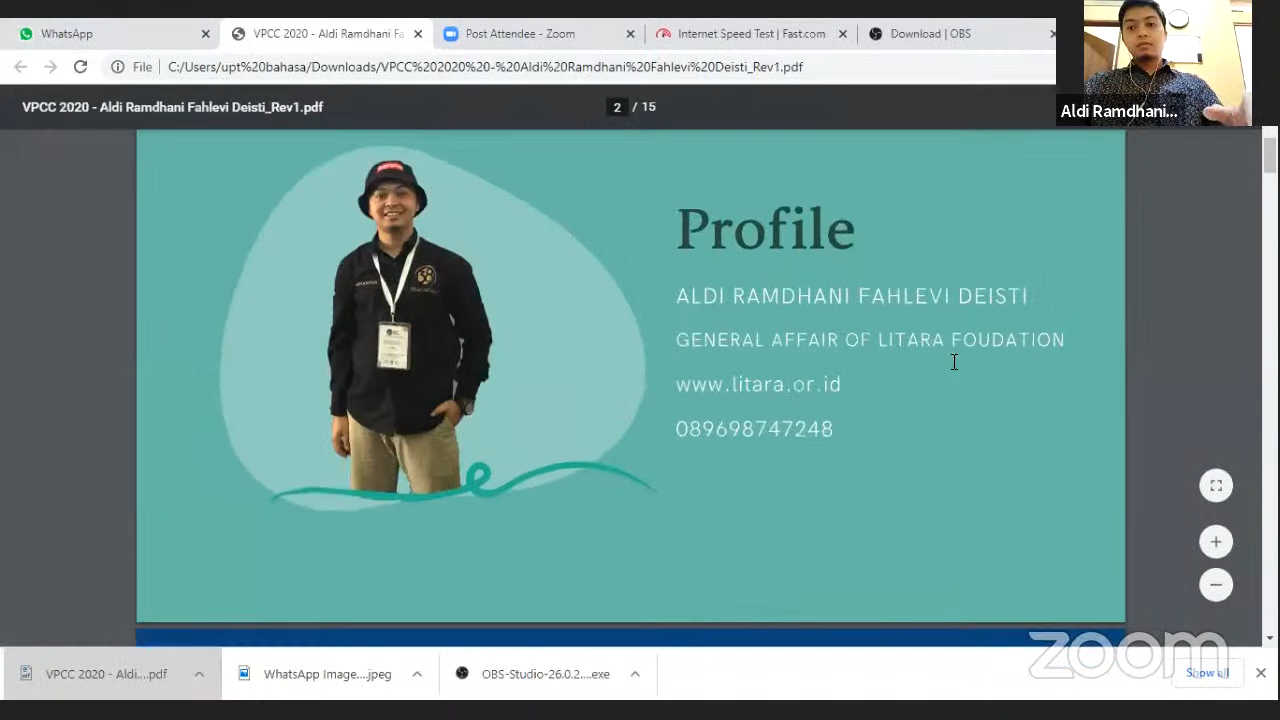 WhatsApp
VPCC 2020 - Aldi Ramdhani Fa
Post Attendee - Zoom
Internet Speed Test | Fast.com
Download | OBS
File
C:/Users/upt%20bahasa/Downloads/VPCC%202020%20-%20Aldi%20Ramdhani%20Fahlevi%20Deisti_Rev1.pdf
Aldi Ramdhani...
VPCC 2020 - Aldi Ramdhani Fahlevi Deisti_Rev1.pdf
2 / 15
Profile
ALDI RAMDHANI FAHLEVI DEISTI
GENERAL AFFAIR OF LITARA FOUDATION
www.litara.or.id
089698747248
zoom
VPCC 2020 - Aldi....pdf
WhatsApp Image....jpeg
OBS-Studio-26.0.2....exe
Show all